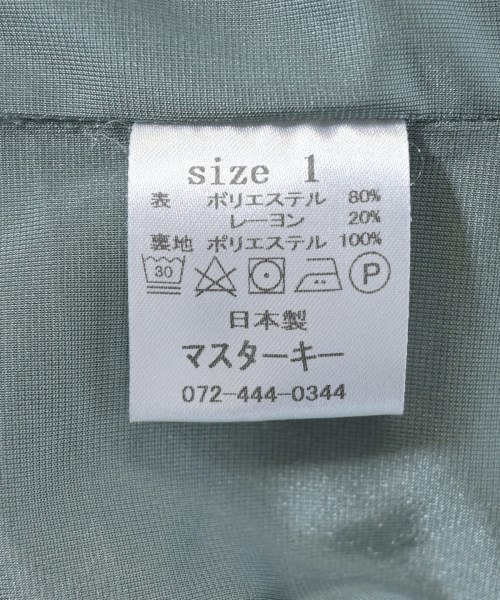 size 1
表 ポリエステル 80%
レーヨン 20%
裏地 ポリエステル 100%
30 P
日本製
マスターキー
072-444-0344